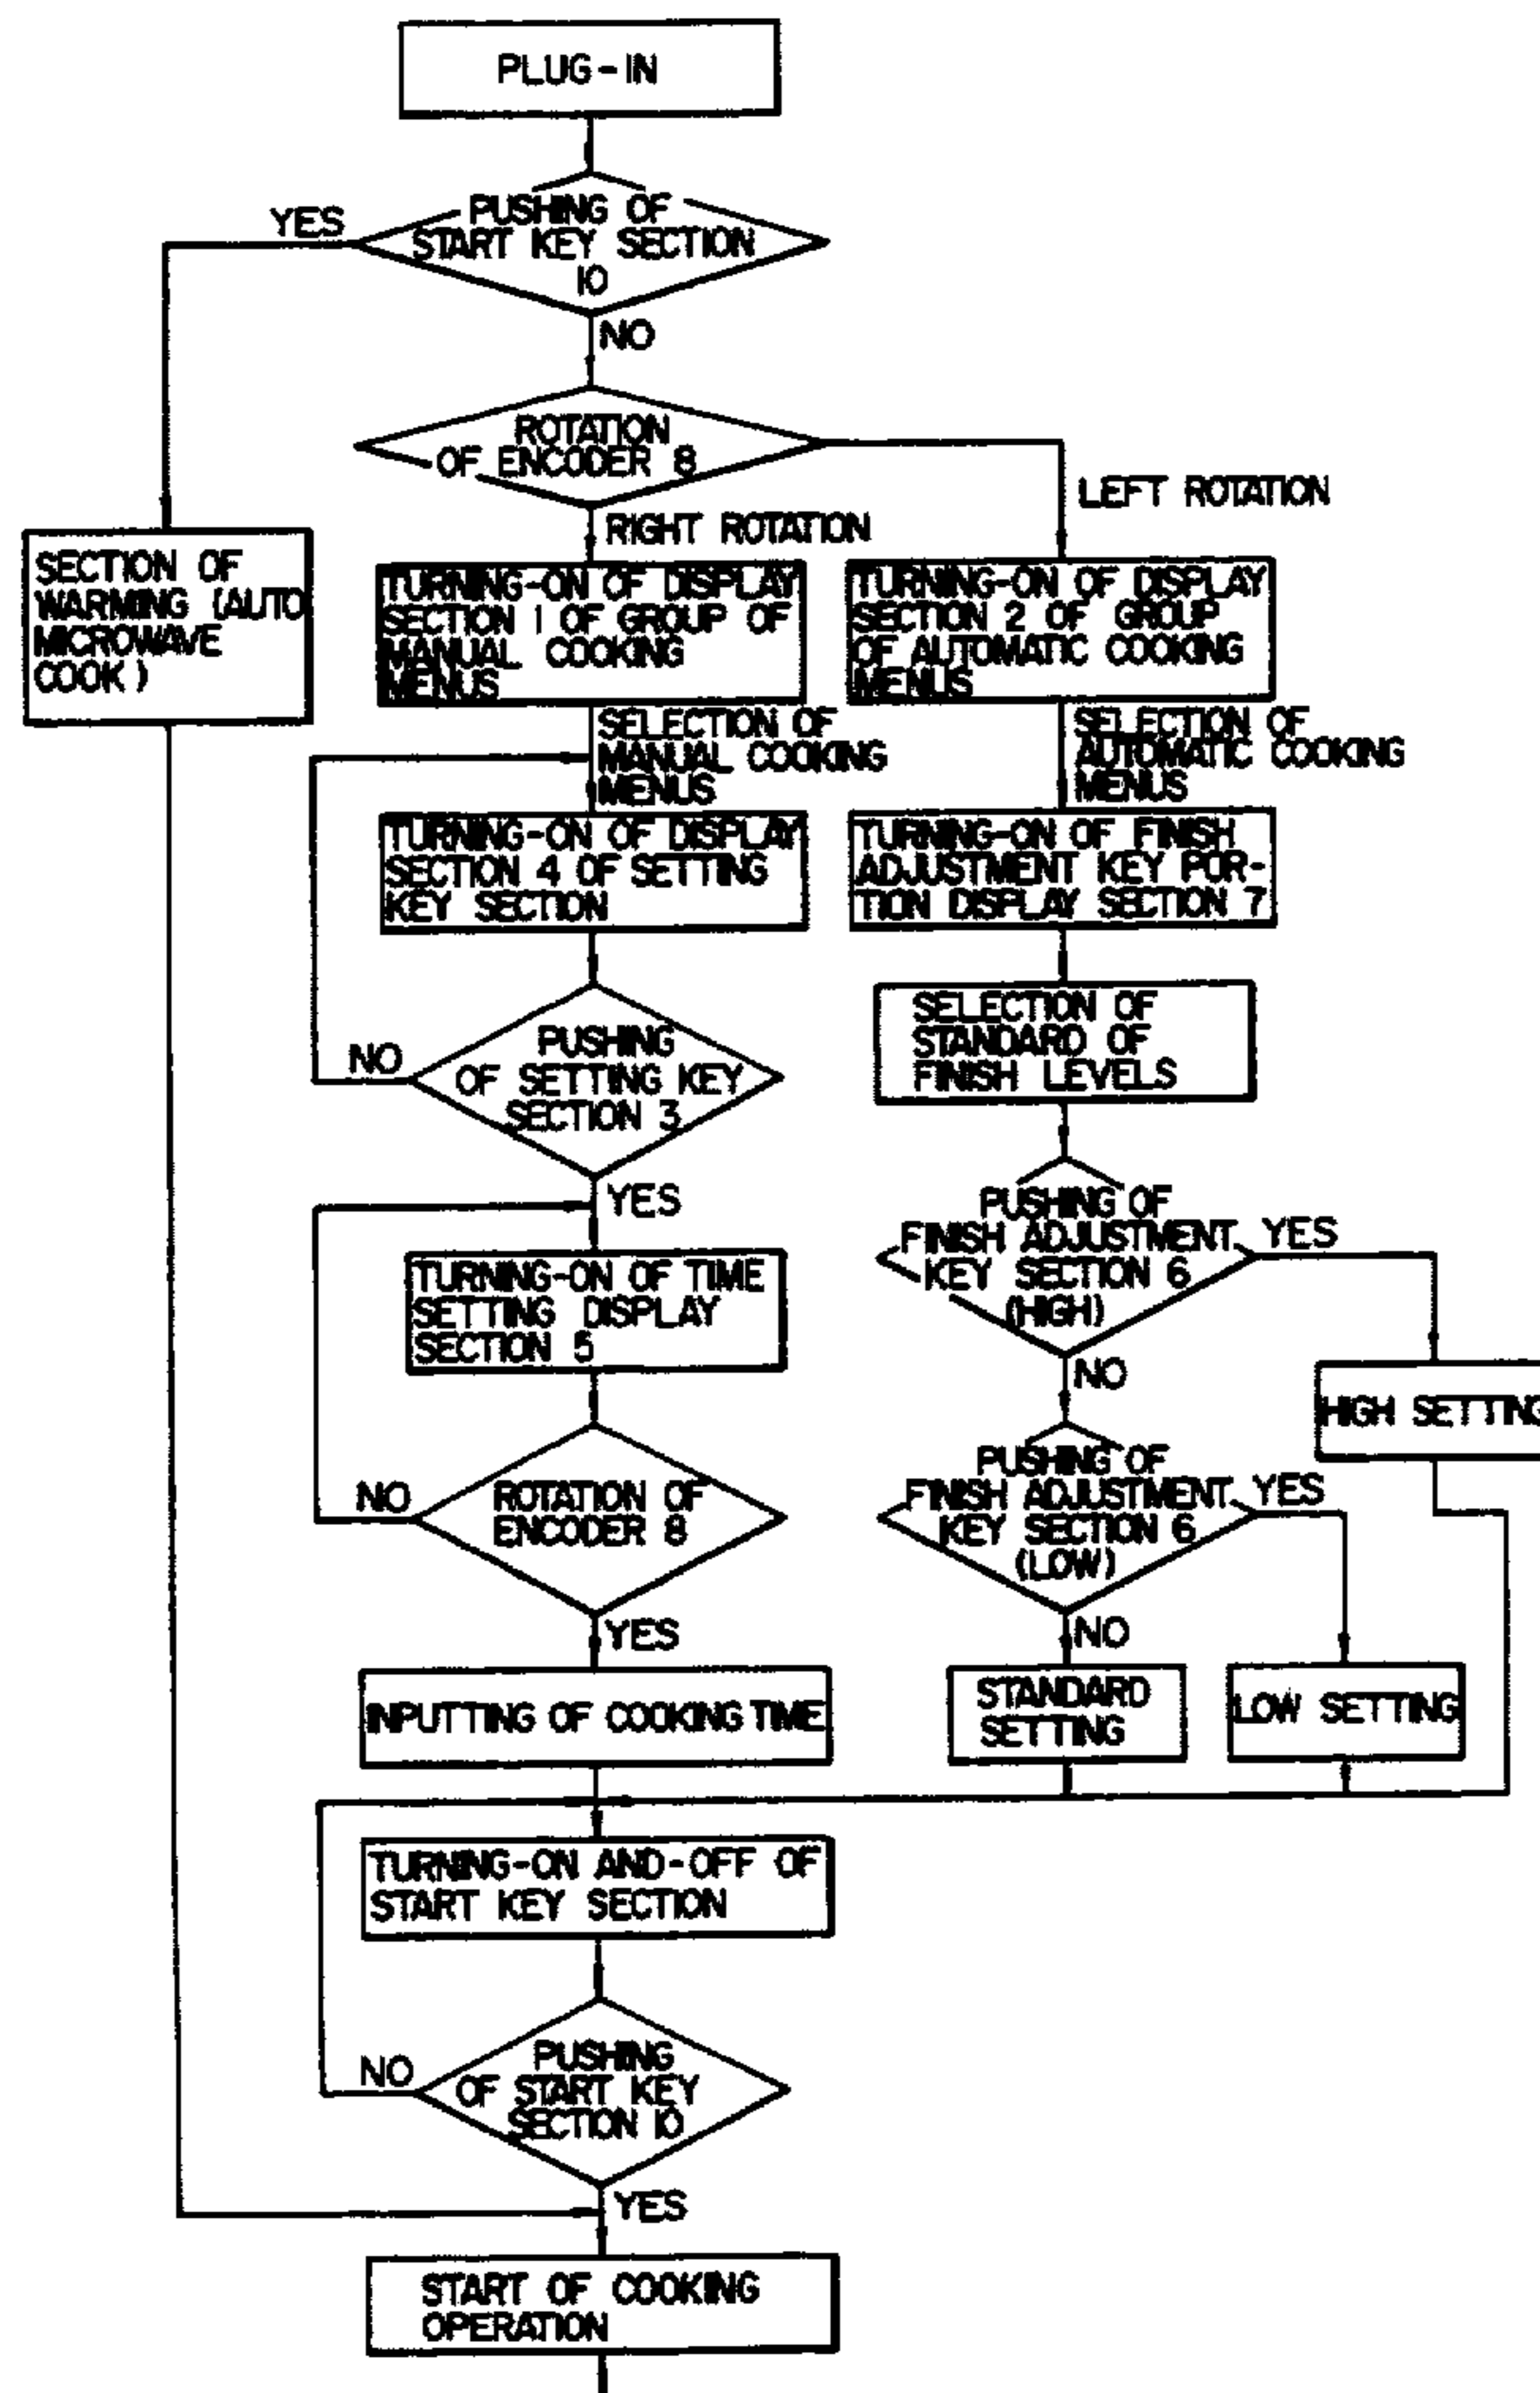 PLUG-IN
YES
PUSHING OF
START KEY SECTION
10
NO
ROTATION
OF ENCODER 8
LEFT ROTATION
RIGHT ROTATION
SECTION OF
WARMING (AUTO
MICROWAVE
COOK)
TURNING-ON OF DISPLAY
SECTION 1 OF GROUP OF
MANUAL COOKING
MENUS
TURNING-ON OF DISPLAY
SECTION 2 OF GROUP
OF AUTOMATIC COOKING
MENUS
SELECTION OF
MANUAL COOKING
MENUS
SELECTION OF
AUTOMATIC COOKING
MENUS
TURNING-ON OF DISPLAY
SECTION 4 OF SETTING
KEY SECTION
TURNING-ON OF FINISH
ADJUSTMENT KEY POR-
TION DISPLAY SECTION 7
SELECTION OF
STANDARD OF
FINISH LEVELS
NO
PUSHING
OF SETTING KEY
SECTION 3
YES
PUSHING OF
FINISH ADJUSTMENT
KEY SECTION 6
(HIGH)
YES
TURNING-ON OF TIME
SETTING DISPLAY
SECTION 5
NO
HIGH SETTING
PUSHING OF
FINISH ADJUSTMENT
KEY SECTION 6
(LOW)
YES
NO
ROTATION OF
ENCODER 8
YES
NO
INPUTTING OF COOKING TIME
STANDARD
SETTING
LOW SETTING
TURNING-ON AND-OFF OF
START KEY SECTION
NO
PUSHING
OF START KEY
SECTION 10
YES
START OF COOKING
OPERATION